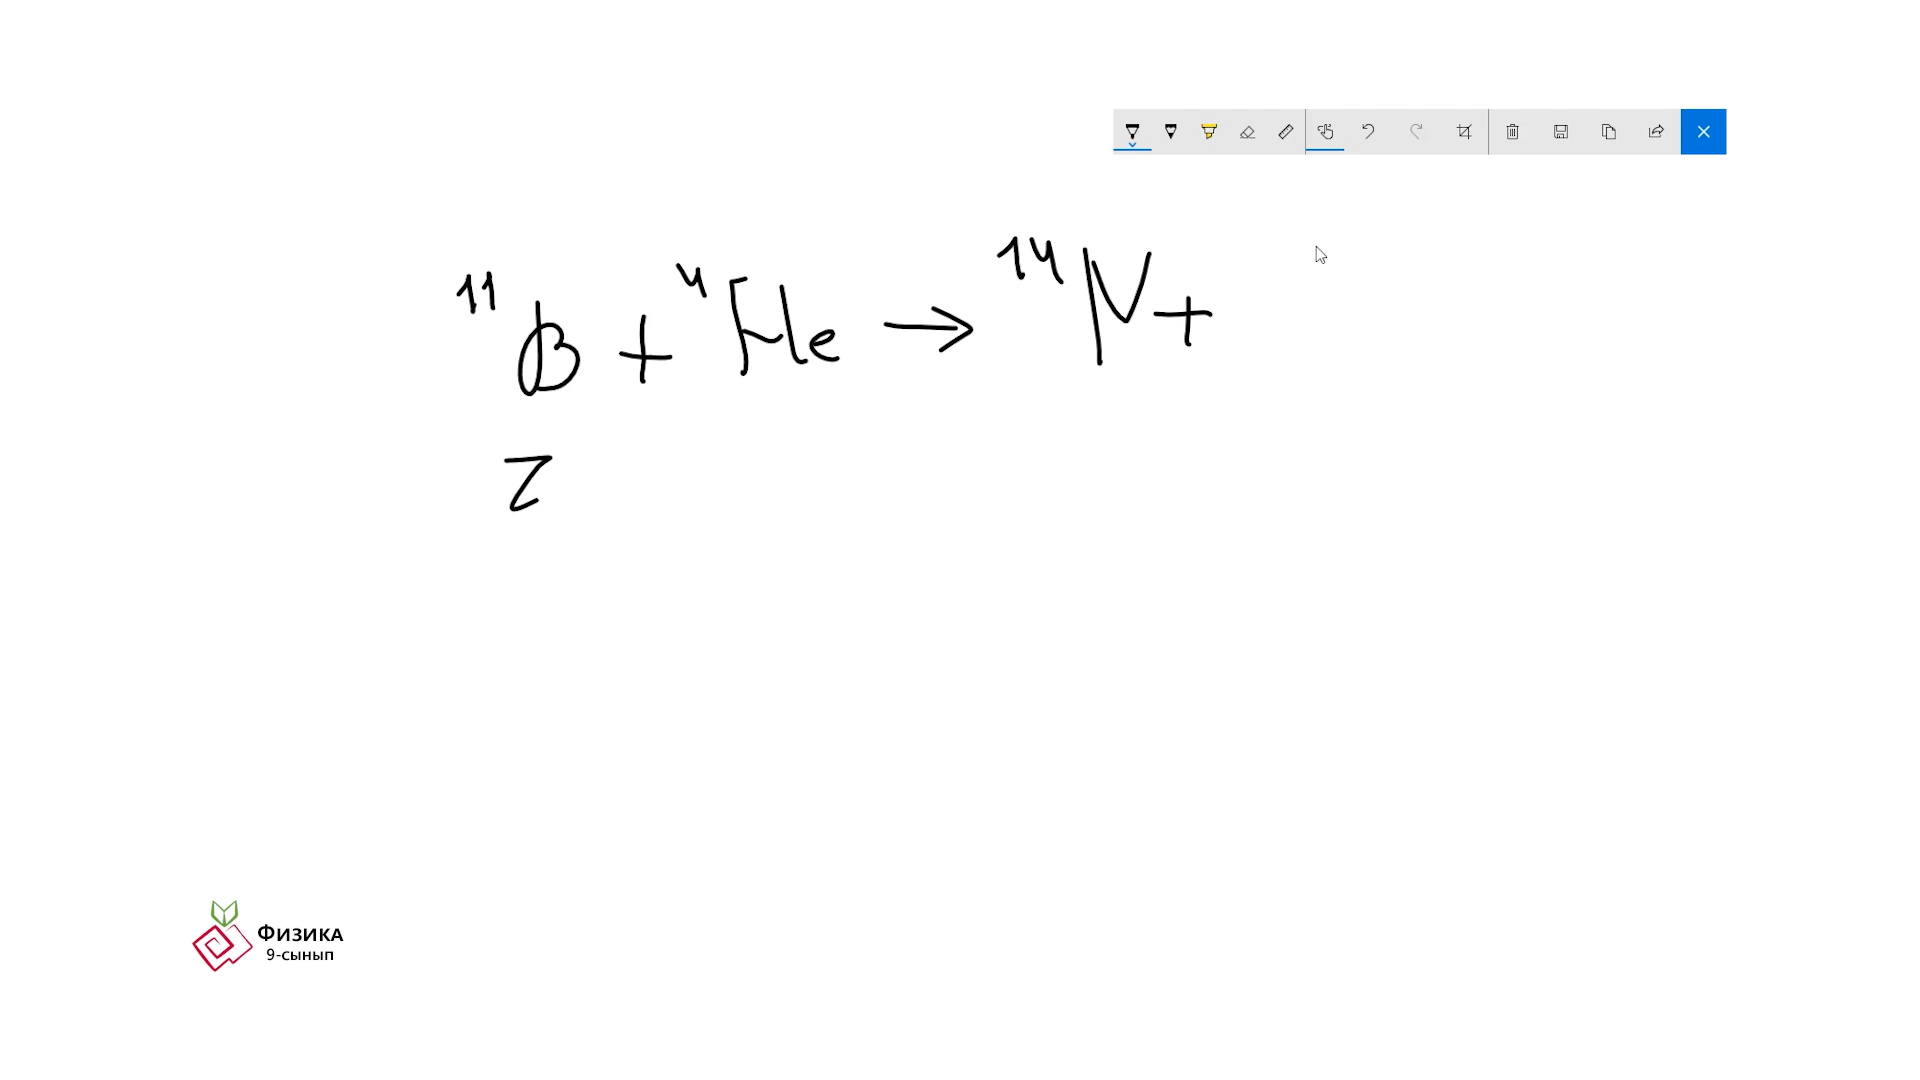 ¹¹B + ⁴He → ¹⁴N +
Z
Физика
9-сынып